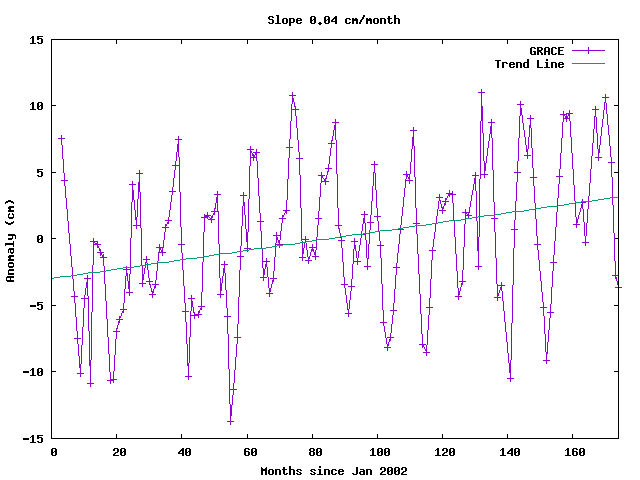 Slope 0.04 cm/month
GRACE
Trend Line
15
10
5
0
-5
-10
-15
Anomaly (cm)
0 20 40 60 80 100 120 140 160
Months since Jan 2002